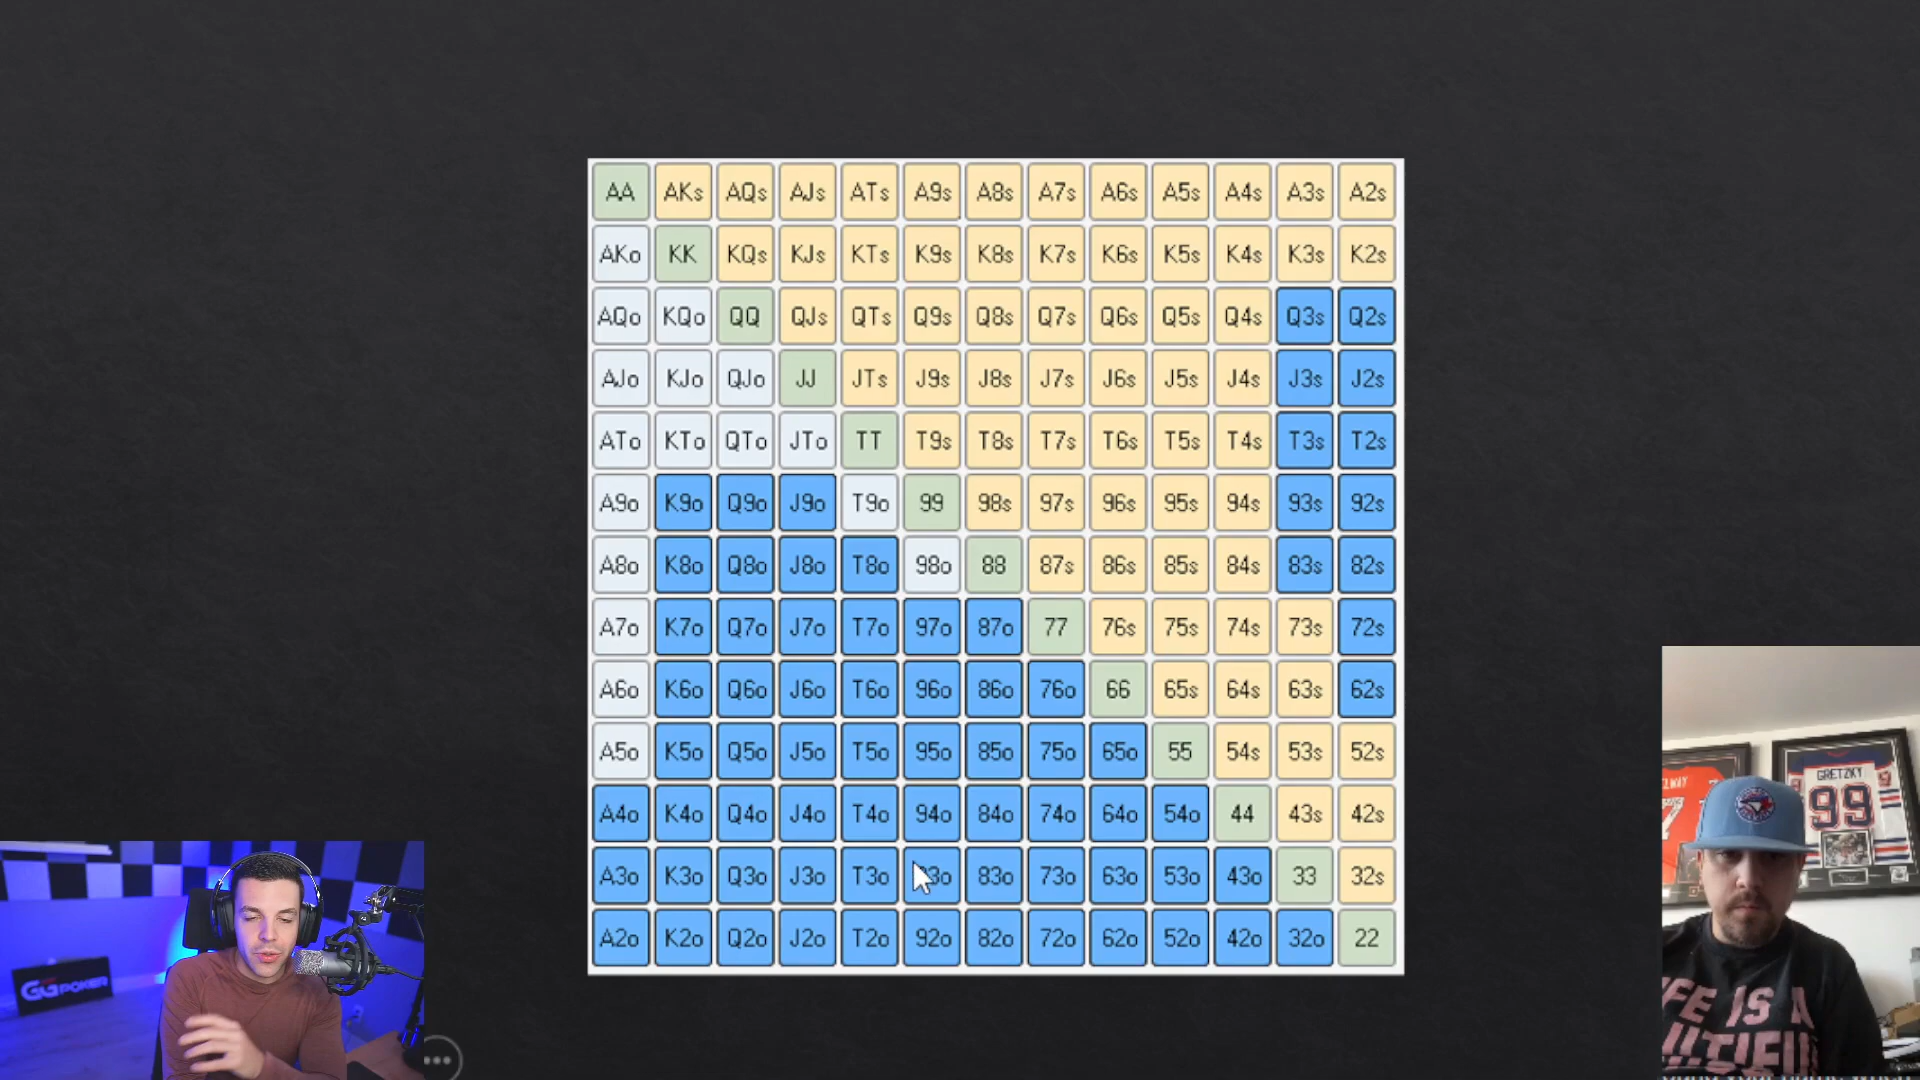 AA AKs AQs AJs ATs A9s A8s A7s A6s A5s A4s A3s A2s
AKo KK KQs KJs KTs K9s K8s K7s K6s K5s K4s K3s K2s
AQo KQo QQ QJs QTs Q9s Q8s Q7s Q6s Q5s Q4s Q3s Q2s
AJo KJo QJo JJ JTs J9s J8s J7s J6s J5s J4s J3s J2s
ATo KTo QTo JTo TT T9s T8s T7s T6s T5s T4s T3s T2s
A9o K9o Q9o J9o T9o 99 98s 97s 96s 95s 94s 93s 92s
A8o K8o Q8o J8o T8o 98o 88 87s 86s 85s 84s 83s 82s
A7o K7o Q7o J7o T7o 97o 87o 77 76s 75s 74s 73s 72s
A6o K6o Q6o J6o T6o 96o 86o 76o 66 65s 64s 63s 62s
A5o K5o Q5o J5o T5o 95o 85o 75o 65o 55 54s 53s 52s
A4o K4o Q4o J4o T4o 94o 84o 74o 64o 54o 44 43s 42s
A3o K3o Q3o J3o T3o 93o 83o 73o 63o 53o 43o 33 32s
A2o K2o Q2o J2o T2o 92o 82o 72o 62o 52o 42o 32o 22
GGPOKER
GRETZKY
99
7
IS A